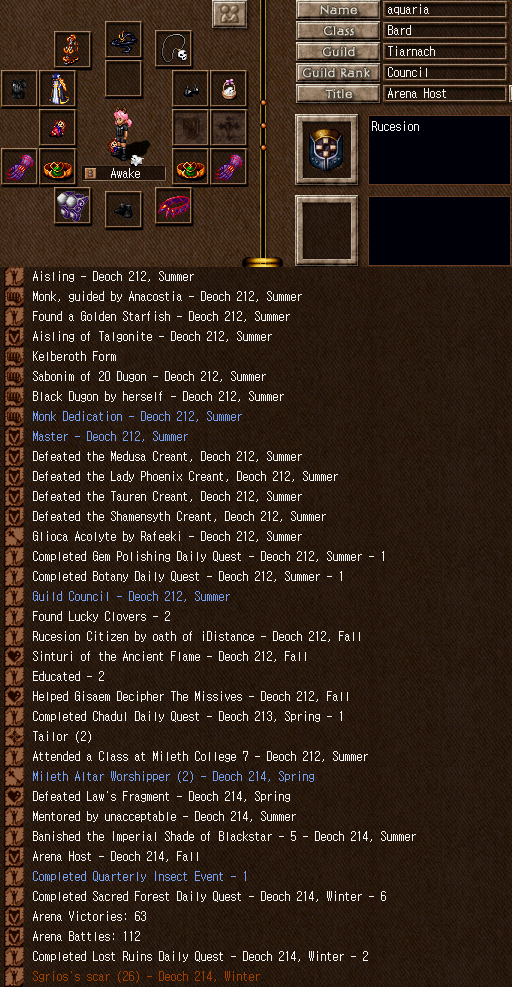 Name aquaria
Class Bard
Guild Tiarnach
Guild Rank Council
Title Arena Host
Rucesion
Awake
Aisling - Deoch 212, Summer
Monk, guided by Anacostia - Deoch 212, Summer
Found a Golden Starfish - Deoch 212, Summer
Aisling of Talgonite - Deoch 212, Summer
Kelberoth Form
Sabonim of 20 Dugon - Deoch 212, Summer
Black Dugon by herself - Deoch 212, Summer
Monk Dedication - Deoch 212, Summer
Master - Deoch 212, Summer
Defeated the Medusa Creant, Deoch 212, Summer
Defeated the Lady Phoenix Creant, Deoch 212, Summer
Defeated the Tauren Creant, Deoch 212, Summer
Defeated the Shamensyth Creant, Deoch 212, Summer
Glioca Acolyte by Rafeeki - Deoch 212, Summer
Completed Gem Polishing Daily Quest - Deoch 212, Summer - 1
Completed Botany Daily Quest - Deoch 212, Summer - 1
Guild Council - Deoch 212, Summer
Found Lucky Clovers - 2
Rucesion Citizen by oath of iDistance - Deoch 212, Fall
Sinturi of the Ancient Flame - Deoch 212, Fall
Educated - 2
Helped Gisaem Decipher The Missives - Deoch 212, Fall
Completed Chadul Daily Quest - Deoch 213, Spring - 1
Tailor (2)
Attended a Class at Mileth College 7 - Deoch 212, Summer
Mileth Altar Worshipper (2) - Deoch 214, Spring
Defeated Law's Fragment - Deoch 214, Spring
Mentored by unacceptable - Deoch 214, Summer
Banished the Imperial Shade of Blackstar - 5 - Deoch 214, Summer
Arena Host - Deoch 214, Fall
Completed Quarterly Insect Event - 1
Completed Sacred Forest Daily Quest - Deoch 214, Winter - 6
Arena Victories: 63
Arena Battles: 112
Completed Lost Ruins Daily Quest - Deoch 214, Winter - 2
Sgrios's scar (26) - Deoch 214, Winter